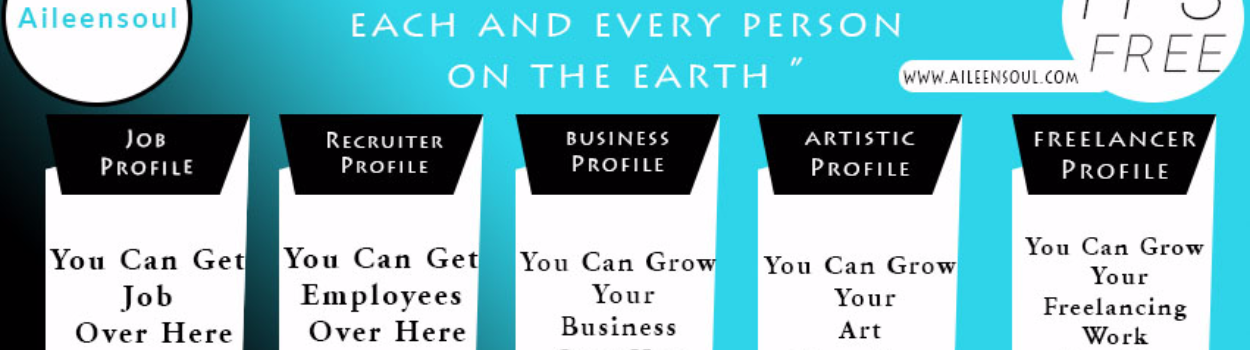 Aileensoul
EACH AND EVERY PERSON
ON THE EARTH ”
FREE
WWW.AILEENSOUL.COM
JOB
PROFILE
You Can Get
Job
Over Here
RECRUITER
PROFILE
You Can Get
Employees
Over Here
BUSINESS
PROFILE
You Can Grow
Your
Business
ARTISTIC
PROFILE
You Can Grow
Your
Art
FREELANCER
PROFILE
You Can Grow
Your
Freelancing
Work